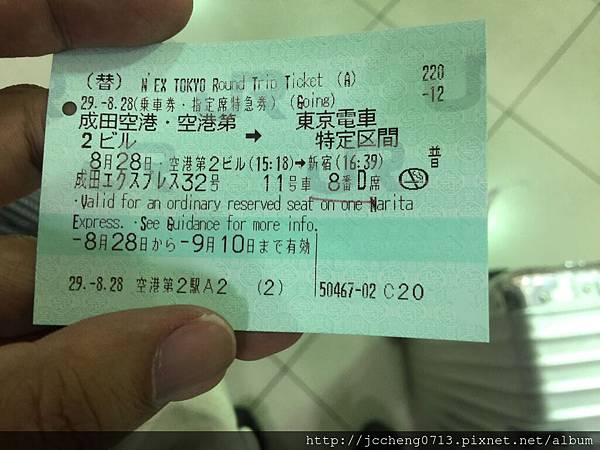 (替) N'EX TOKYO Round Trip Ticket (A) 220
29.-8.28(乗車券・指定席特急券) (Going) -12
成田空港・空港第 東京電車
2ビル → 特定区間
8月28日・空港第2ビル(15:18)→新宿(16:39) 普
成田エクスプレス32号 11号車 8番D席
・Valid for an ordinary reserved seat on one Narita
Express. ・See Guidance for more info.
-8月28日から-9月10日まで有効
29.-8.28 空港第2駅A2 (2) 50467-02 C20
http://jccheng0713.pixnet.net/album